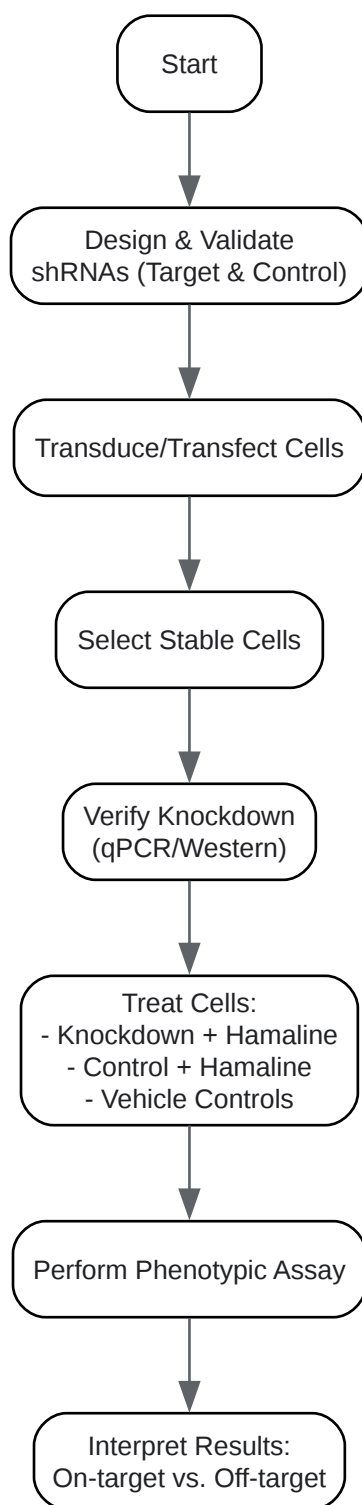 Start
Design & Validate
shRNAs (Target & Control)
Transduce/Transfect Cells
Select Stable Cells
Verify Knockdown
(qPCR/Western)
Treat Cells:
- Knockdown + Hamaline
- Control + Hamaline
- Vehicle Controls
Perform Phenotypic Assay
Interpret Results:
On-target vs. Off-target